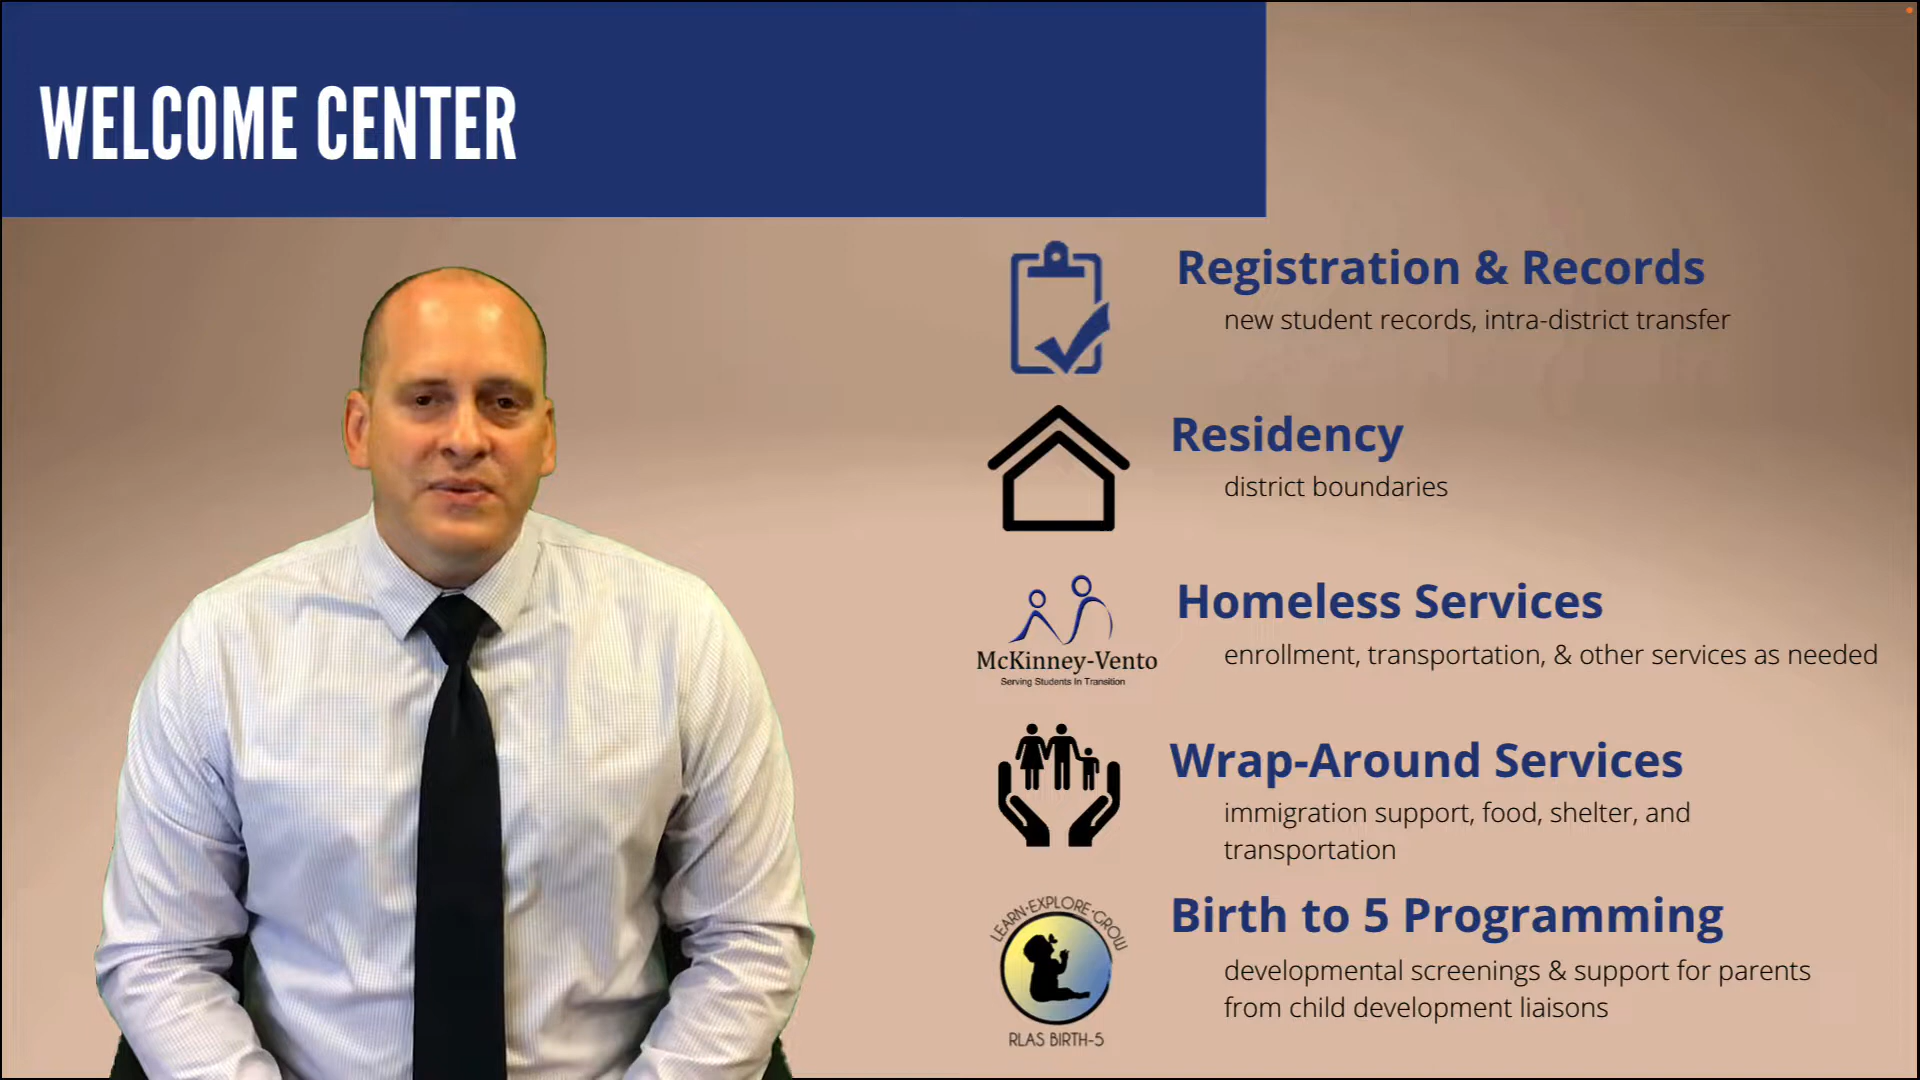 WELCOME CENTER
Registration & Records
new student records, intra-district transfer
Residency
district boundaries
McKinney-Vento
Serving Students In Transition
Homeless Services
enrollment, transportation, & other services as needed
Wrap-Around Services
immigration support, food, shelter, and
transportation
LEARN·EXPLORE·GROW
RLAS BIRTH-5
Birth to 5 Programming
developmental screenings & support for parents
from child development liaisons